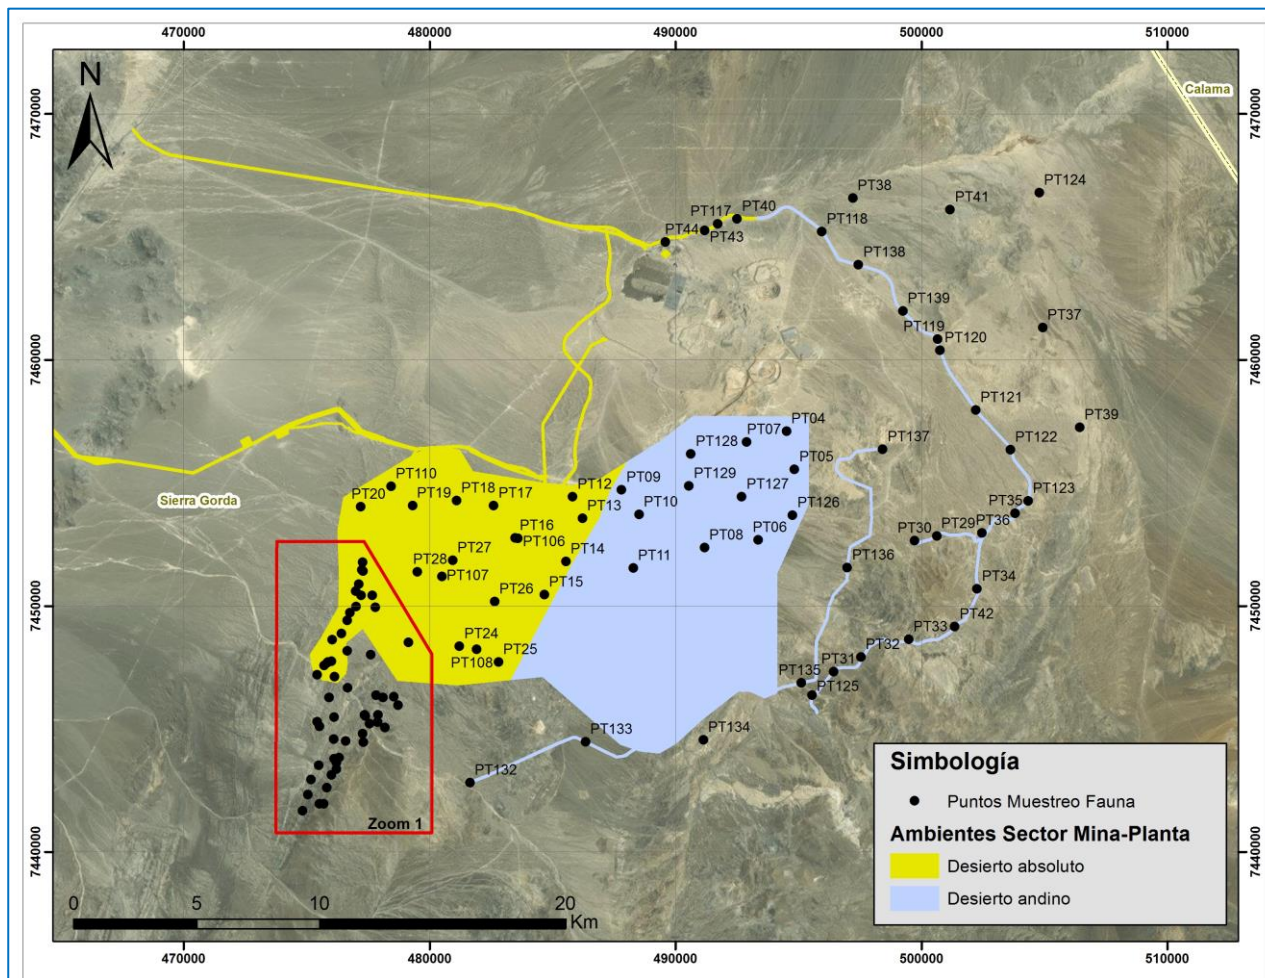 470000 480000 490000 500000 510000
N
Calama
7470000 7470000
PT124
PT38
PT41
PT117 PT40
PT118
PT44 PT43
PT138
PT139
PT37
PT119
PT120
7460000 7460000
PT121
PT39
PT04
PT07
PT122
PT128
PT137
PT05
PT110
PT129
PT09
PT12
PT127
PT123
PT20 PT19 PT18 PT17
PT35
Sierra Gorda
PT10
PT126
PT13
PT36
PT16
PT29
PT30
PT106
PT06
PT08
PT27
PT28
PT14
PT11
PT136
PT107
PT34
PT15
PT26
7450000 7450000
PT42
PT33
PT24
PT32
PT25
PT108
PT31
PT135
PT125
PT133
PT134
PT132
Zoom 1
Simbología
Puntos Muestreo Fauna
Ambientes Sector Mina-Planta
Desierto absoluto
Desierto andino
7440000 7440000
0 5 10 20
Km
470000 480000 490000 500000 510000